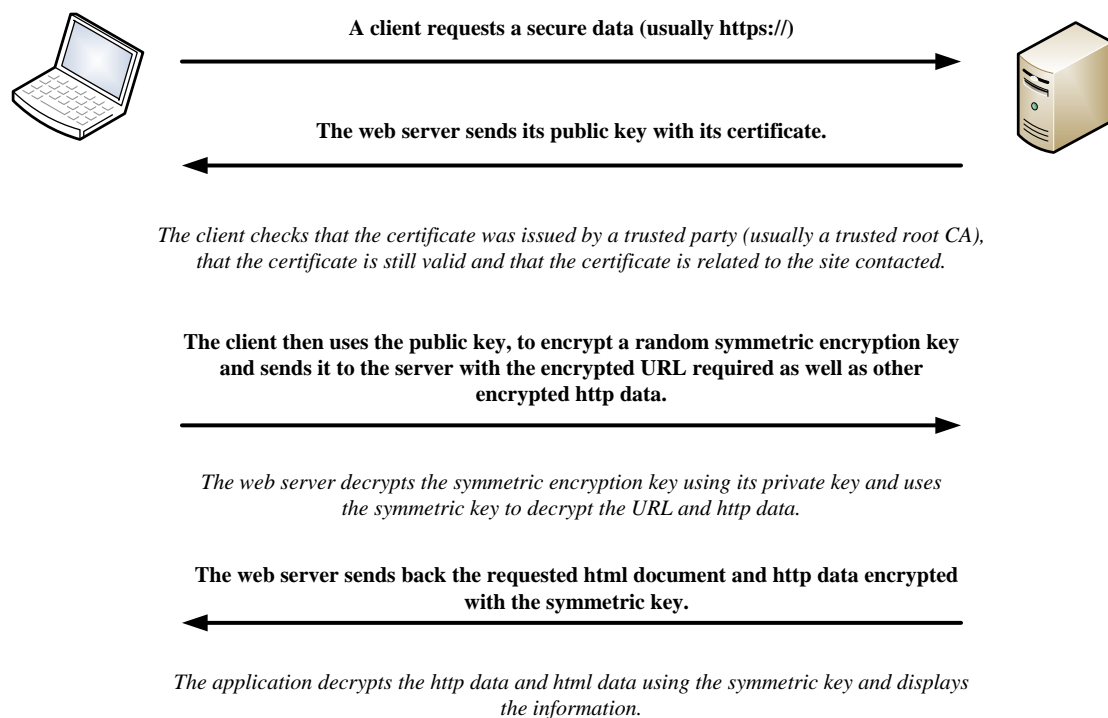 A client requests a secure data (usually https://)
The web server sends its public key with its certificate.
The client checks that the certificate was issued by a trusted party (usually a trusted root CA),
that the certificate is still valid and that the certificate is related to the site contacted.
The client then uses the public key, to encrypt a random symmetric encryption key
and sends it to the server with the encrypted URL required as well as other
encrypted http data.
The web server decrypts the symmetric encryption key using its private key and uses
the symmetric key to decrypt the URL and http data.
The web server sends back the requested html document and http data encrypted
with the symmetric key.
The application decrypts the http data and html data using the symmetric key and displays
the information.